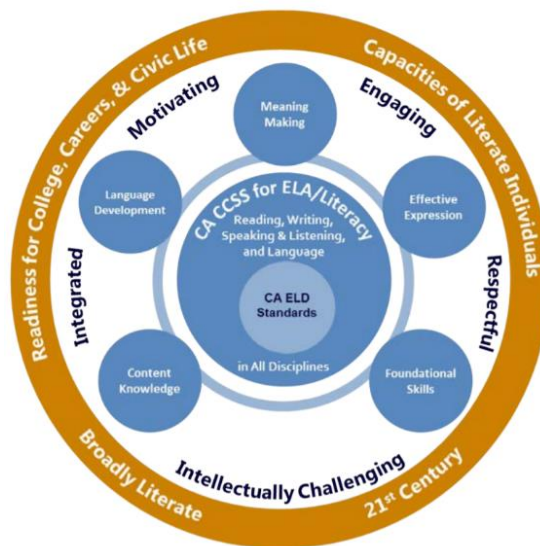 Readiness for College, Careers, & Civic Life
Capacities of Literate Individuals
Motivating
Engaging
Meaning
Making
Language
Development
Effective
Expression
CA CCSS for ELA/Literacy
Reading, Writing,
Speaking & Listening,
and Language
CA ELD
Standards
in All Disciplines
Integrated
Respectful
Content
Knowledge
Foundational
Skills
Intellectually Challenging
Broadly Literate
21st Century